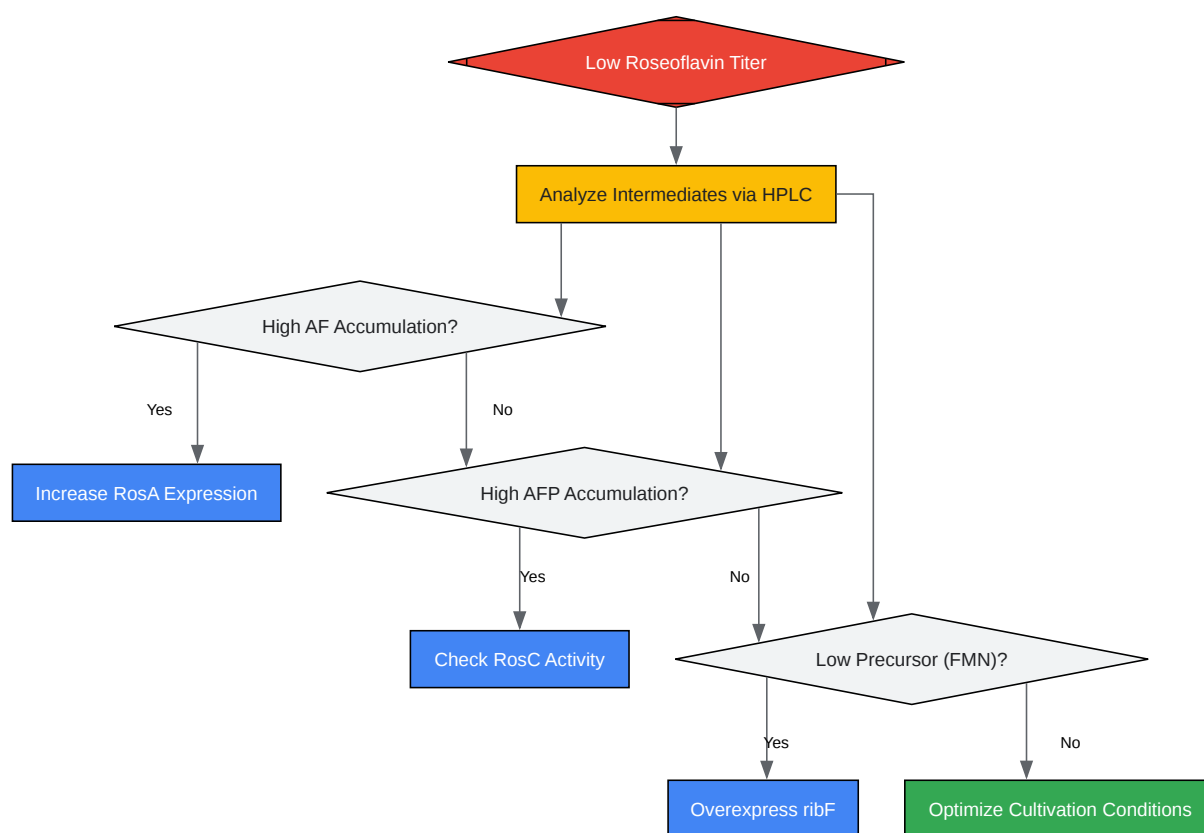 Low Roseoflavin Titer
Analyze Intermediates via HPLC
High AF Accumulation?
Yes
No
Increase RosA Expression
High AFP Accumulation?
Yes
No
Check RosC Activity
Low Precursor (FMN)?
Yes
No
Overexpress ribF
Optimize Cultivation Conditions